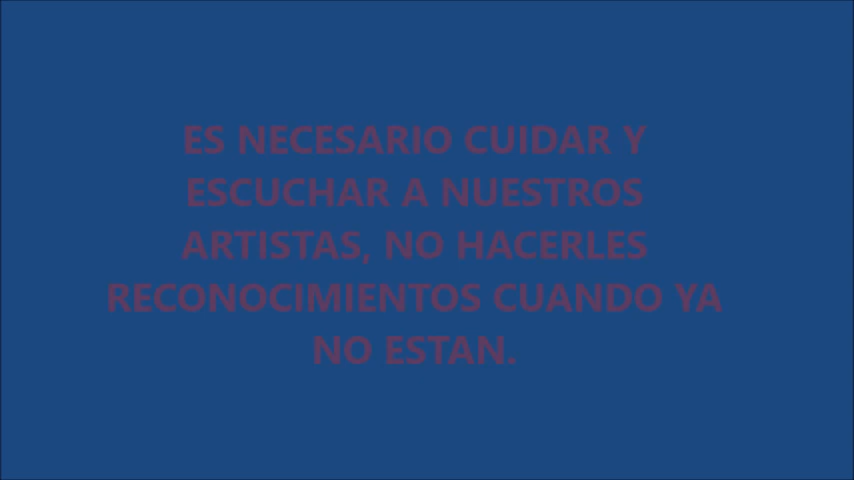 ES NECESARIO CUIDAR Y
ESCUCHAR A NUESTROS
ARTISTAS, NO HACERLES
RECONOCIMIENTOS CUANDO YA
NO ESTAN.